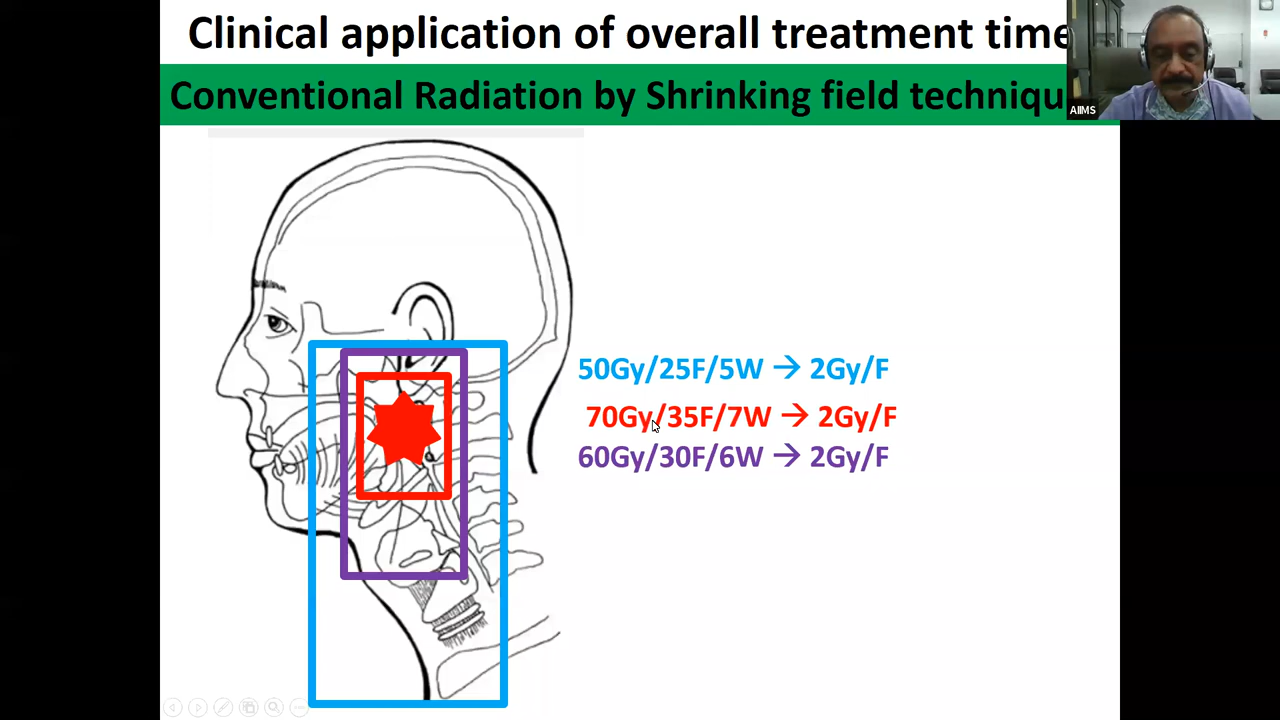 Clinical application of overall treatment time
Conventional Radiation by Shrinking field techniqu
AIIMS
50Gy/25F/5W → 2Gy/F
70Gy/35F/7W → 2Gy/F
60Gy/30F/6W → 2Gy/F